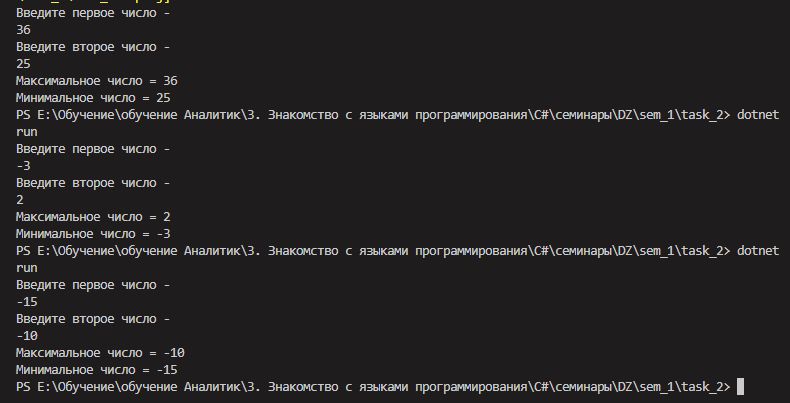 Введите первое число -
36
Введите второе число -
25
Максимальное число = 36
Минимальное число = 25
PS E:\Обучение\обучение Аналитик\3. Знакомство с языками программирования\C#\семинары\DZ\sem_1\task_2> dotnet
run
Введите первое число -
-3
Введите второе число -
2
Максимальное число = 2
Минимальное число = -3
PS E:\Обучение\обучение Аналитик\3. Знакомство с языками программирования\C#\семинары\DZ\sem_1\task_2> dotnet
run
Введите первое число -
-15
Введите второе число -
-10
Максимальное число = -10
Минимальное число = -15
PS E:\Обучение\обучение Аналитик\3. Знакомство с языками программирования\C#\семинары\DZ\sem_1\task_2>